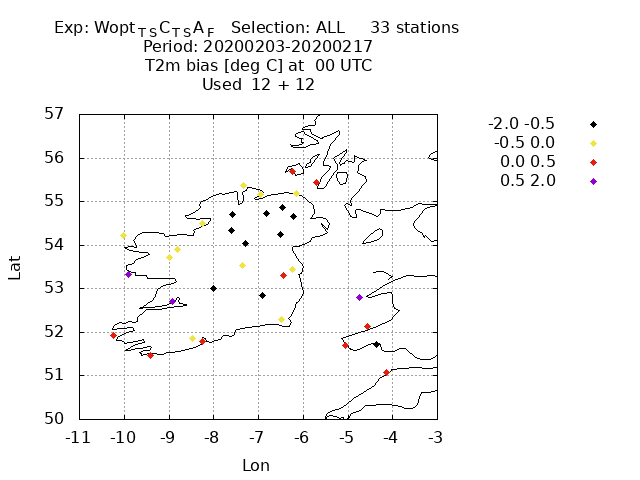 Exp: Wopt TS C TS A F Selection: ALL 33 stations
Period: 20200203-20200217
T2m bias [deg C] at 00 UTC
Used 12 + 12
-2.0 -0.5
-0.5 0.0
0.0 0.5
0.5 2.0
57
56
55
54
53
52
51
50
Lat
-11 -10 -9 -8 -7 -6 -5 -4 -3
Lon